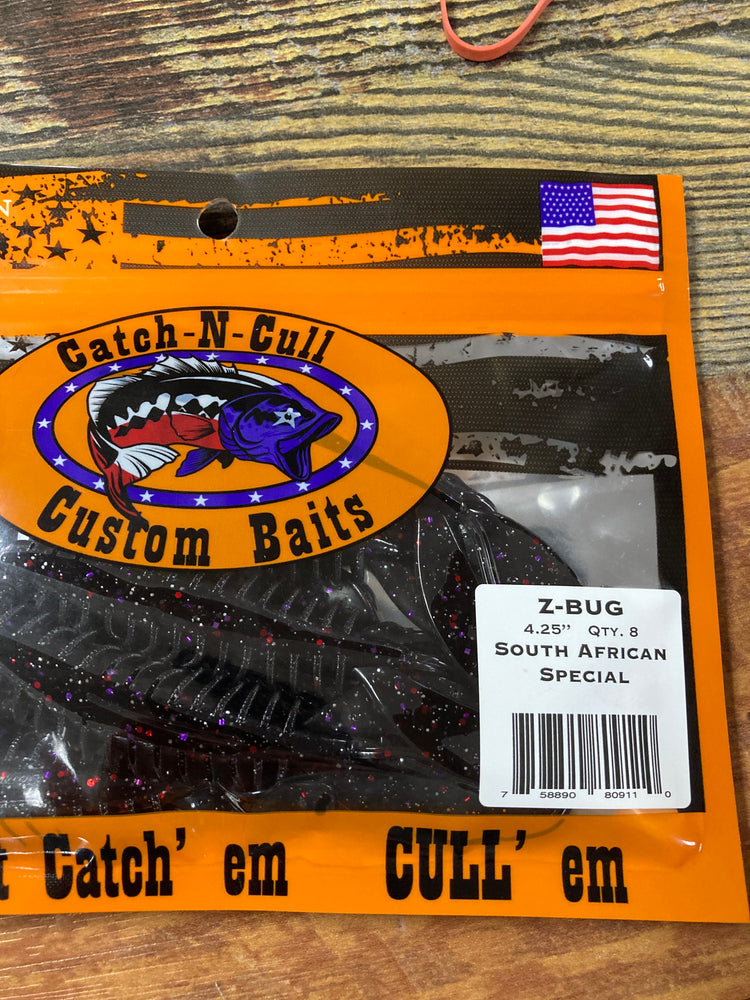 N
Catch-N-Cull
Custom Baits
Z-BUG
4.25" QTY. 8
SOUTH AFRICAN
SPECIAL
7 58890 80911 0
t Catch' em CULL' em